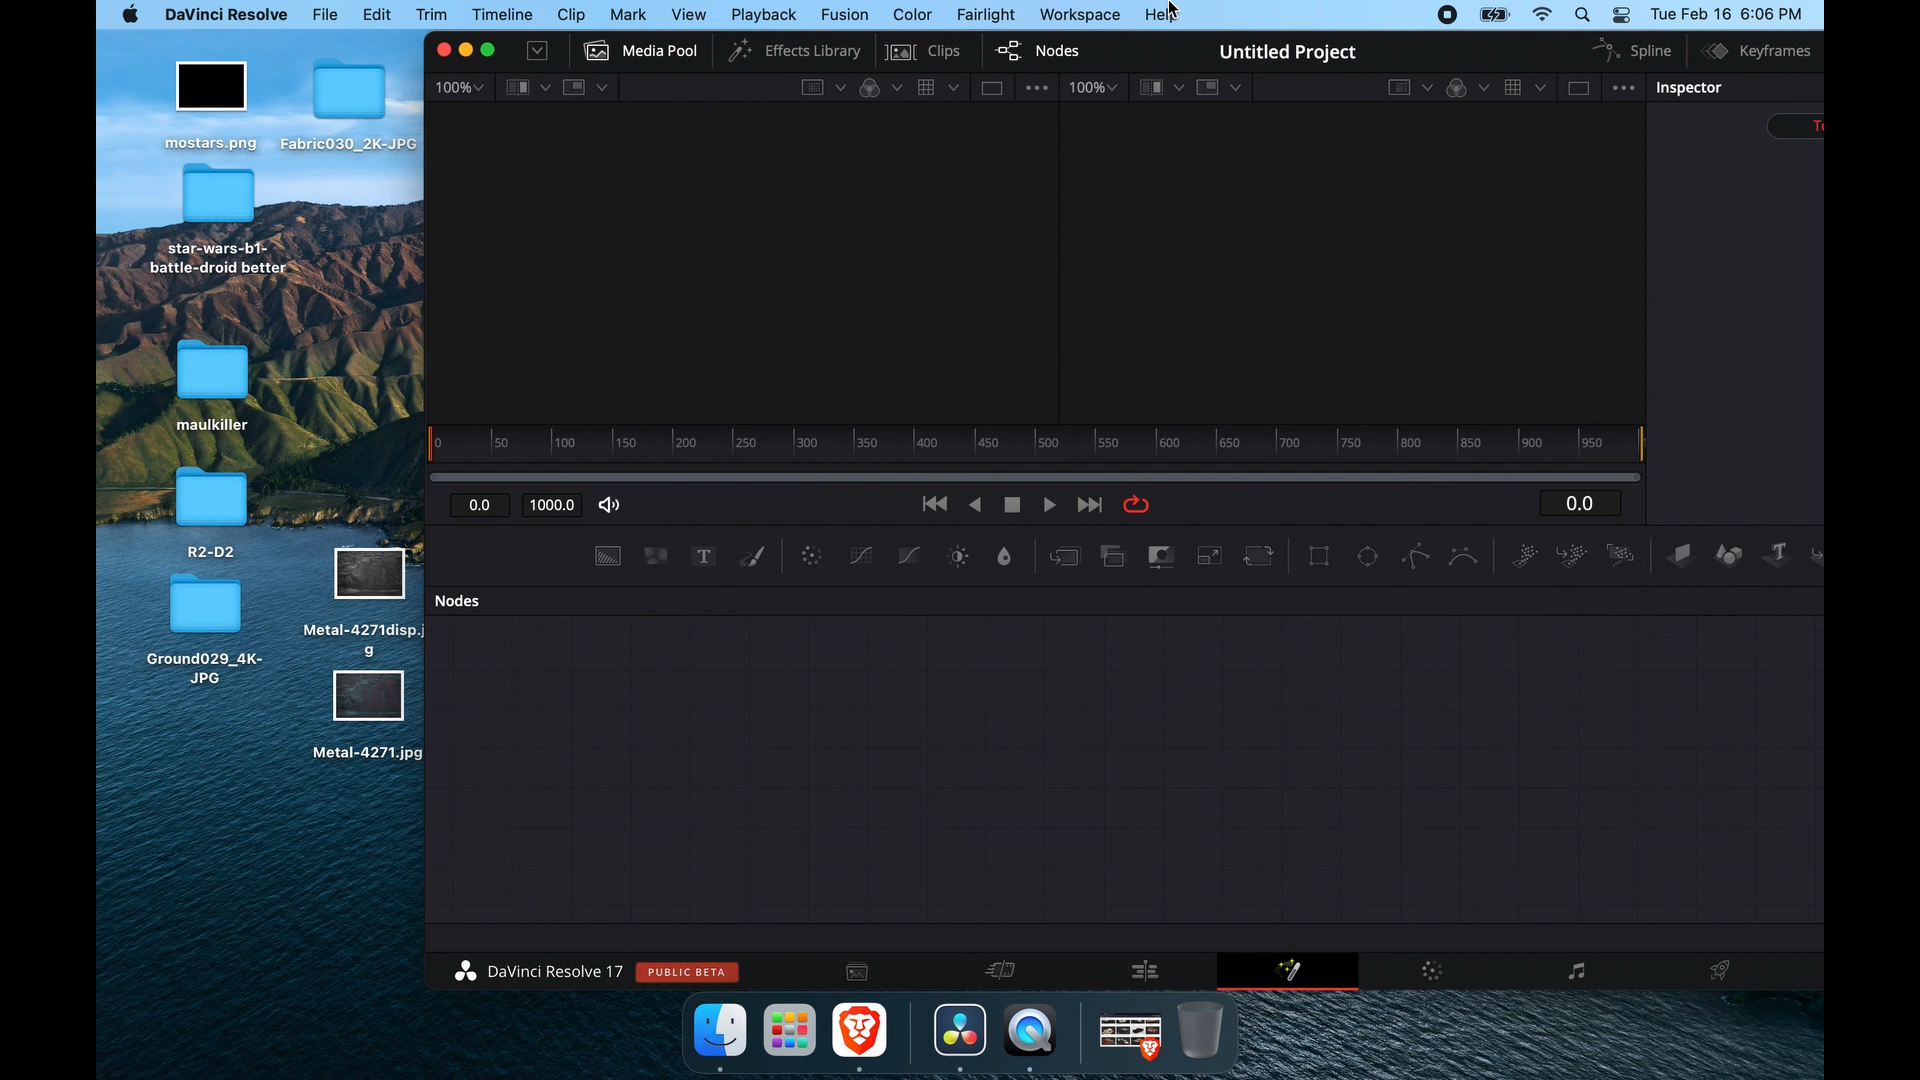 DaVinci Resolve File Edit Trim Timeline Clip Mark View Playback Fusion Color Fairlight Workspace Help Tue Feb 16 6:06 PM
Media Pool Effects Library Clips Nodes Untitled Project Spline Keyframes
100% 100% Inspector
mostars.png Fabric030_2K-JPG
star-wars-b1-
battle-droid better
maulkiller
R2-D2
Ground029_4K-
JPG
Metal-4271disp.j
g
Metal-4271.jpg
0 50 100 150 200 250 300 350 400 450 500 550 600 650 700 750 800 850 900 950
0.0 1000.0 0.0
Nodes
DaVinci Resolve 17 PUBLIC BETA